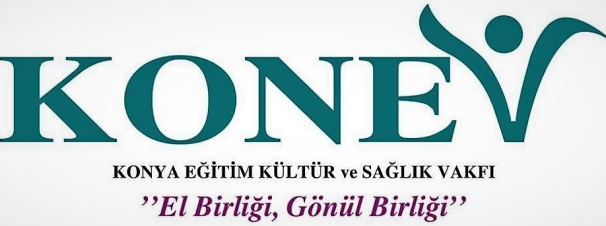 KONEV
KONYA EĞİTİM KÜLTÜR ve SAĞLIK VAKFI
’’El Birliği, Gönül Birliği’’